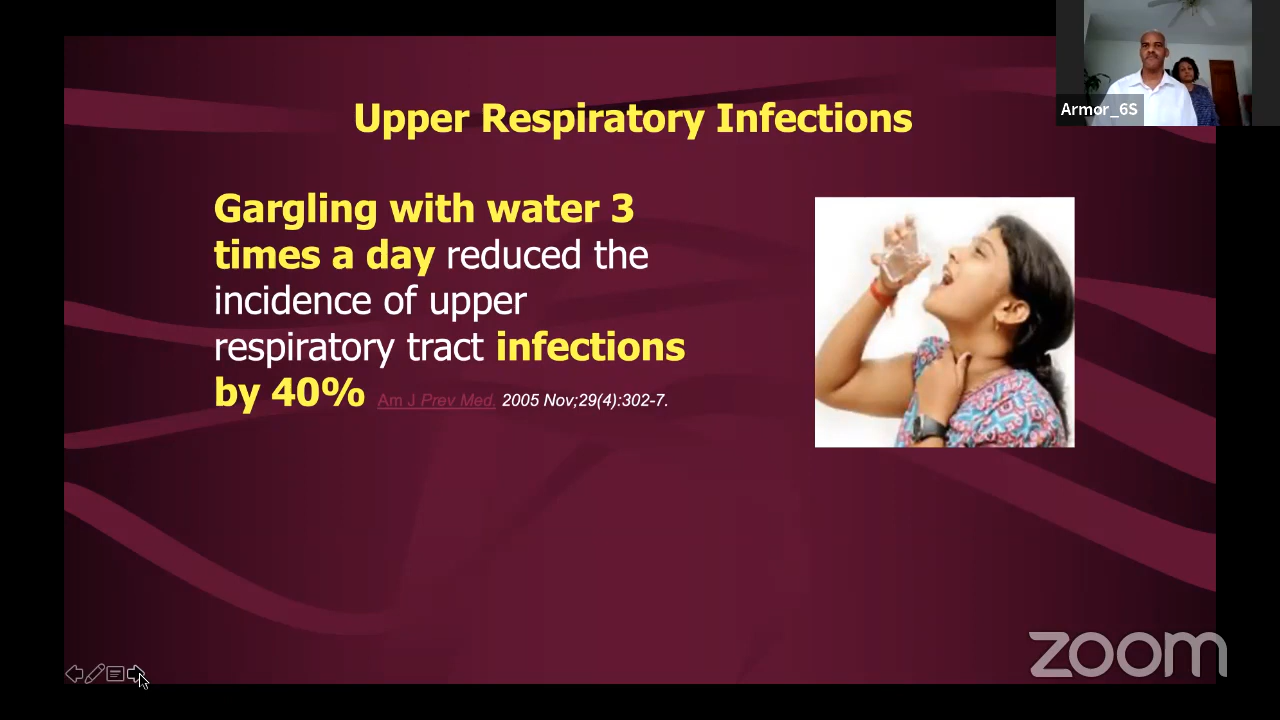 Upper Respiratory Infections
Gargling with water 3
times a day reduced the
incidence of upper
respiratory tract infections
by 40% Am J Prev Med. 2005 Nov;29(4):302-7.
Armor_6S
zoom